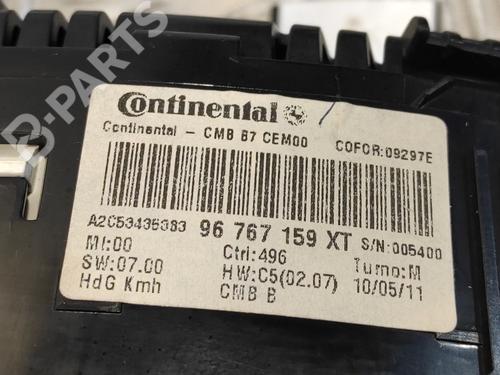 B-PARTS
Continental
Continental - CMB B7 CEM00 COFOR:09297E
A2C53435383 96 767 159 XT S/N:005400
MI:00 Ctrl:496 Turno:M
SW:07.00 HW:C5(02.07) 10/05/11
HdG Kmh CMB B